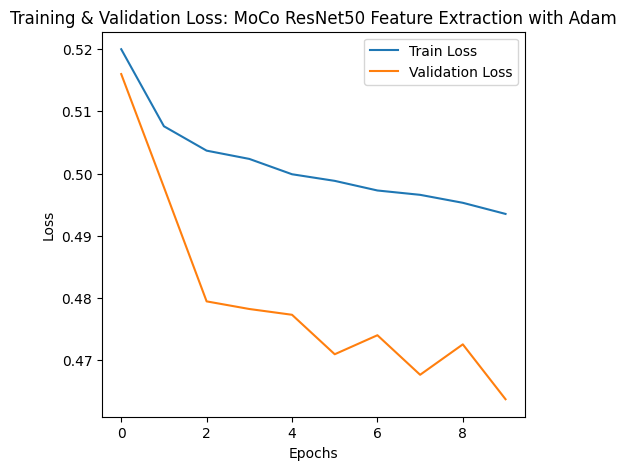 Training & Validation Loss: MoCo ResNet50 Feature Extraction with Adam
Train Loss
Validation Loss
0.52
0.51
0.50
0.49
0.48
0.47
Loss
0 2 4 6 8
Epochs